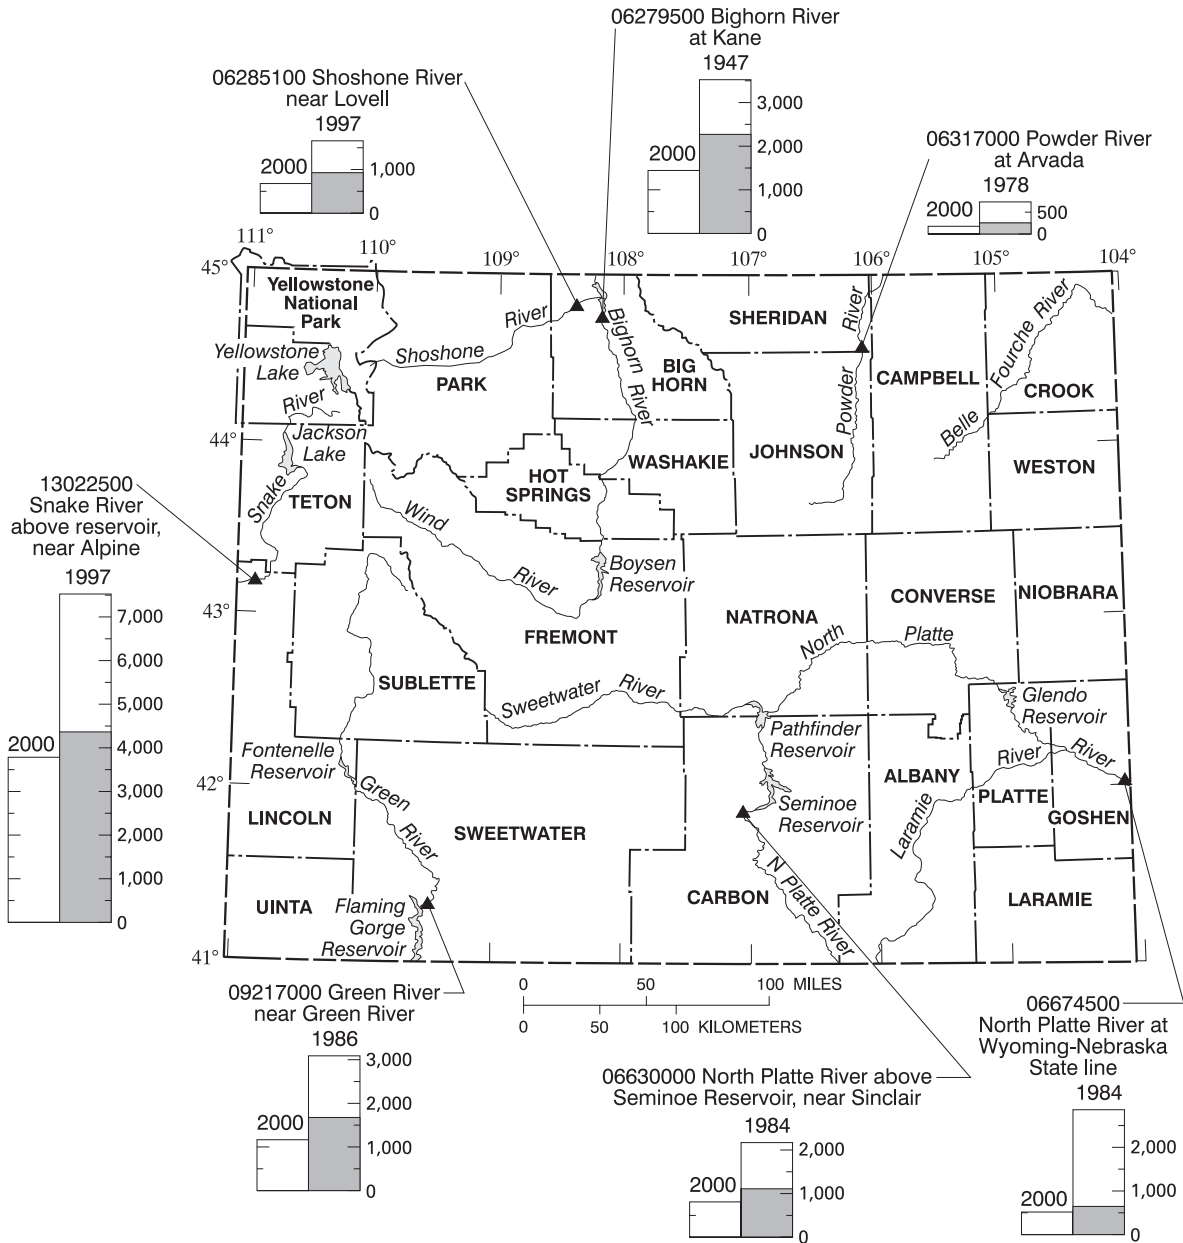 06279500 Bighorn River
at Kane
1947
3,000
2,000
1,000
0
2000
06285100 Shoshone River
near Lovell
1997
2000
1,000
0
06317000 Powder River
at Arvada
1978
2000
500
0
111°
110°
109°
108°
107°
106°
105°
104°
45°
44°
43°
42°
41°
Yellowstone
National
Park
Yellowstone
Lake
River
Jackson
Lake
Snake
TETON
Shoshone
River
PARK
Bighorn River
BIG
HORN
SHERIDAN
River
Powder
JOHNSON
CAMPBELL
Belle Fourche River
CROOK
WESTON
WASHAKIE
HOT
SPRINGS
Wind
River
Boysen
Reservoir
FREMONT
NATRONA
CONVERSE
NIOBRARA
North Platte
SUBLETTE
Sweetwater River
Glendo
Reservoir
Pathfinder
Reservoir
River
River
Fontenelle
Reservoir
Green
River
ALBANY
PLATTE
GOSHEN
Laramie
Seminoe
Reservoir
LINCOLN
SWEETWATER
UINTA
Flaming
Gorge
Reservoir
CARBON
N Platte River
LARAMIE
13022500
Snake River
above reservoir,
near Alpine
1997
7,000
6,000
5,000
4,000
3,000
2,000
1,000
0
2000
0 50 100 MILES
0 50 100 KILOMETERS
09217000 Green River
near Green River
1986
3,000
2,000
1,000
0
2000
06630000 North Platte River above
Seminoe Reservoir, near Sinclair
1984
2,000
1,000
0
2000
06674500
North Platte River at
Wyoming-Nebraska
State line
1984
2,000
1,000
0
2000